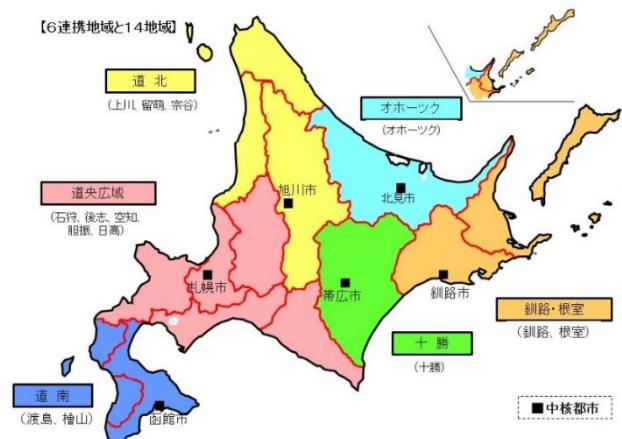 【6連携地域と14地域】
道 北
(上川、留萌、宗谷)
オホーツク
(オホーツク)
道央広域
(石狩、後志、空知、
胆振、日高)
旭川市
北見市
札幌市
帯広市
釧路市
釧路・根室
(釧路、根室)
十 勝
(十勝)
道 南
(渡島、檜山)
函館市
■中核都市